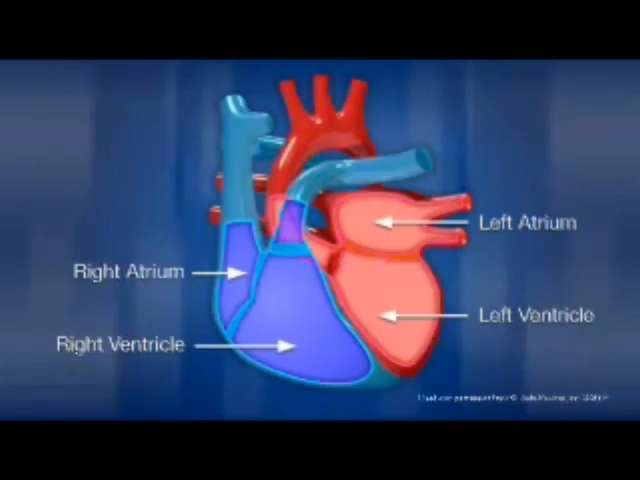 Left Atrium
Right Atrium
Left Ventricle
Right Ventricle